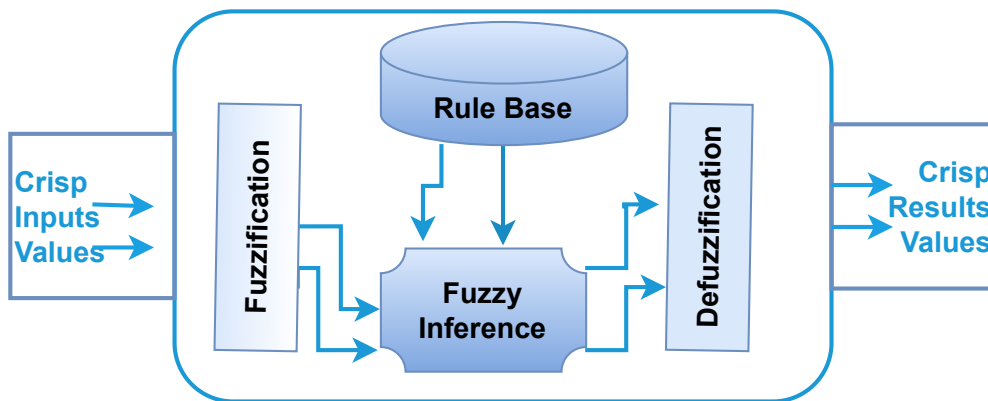 Rule Base
Crisp
Inputs
Values
Fuzzification
Fuzzy
Inference
Defuzzification
Crisp
Results
Values